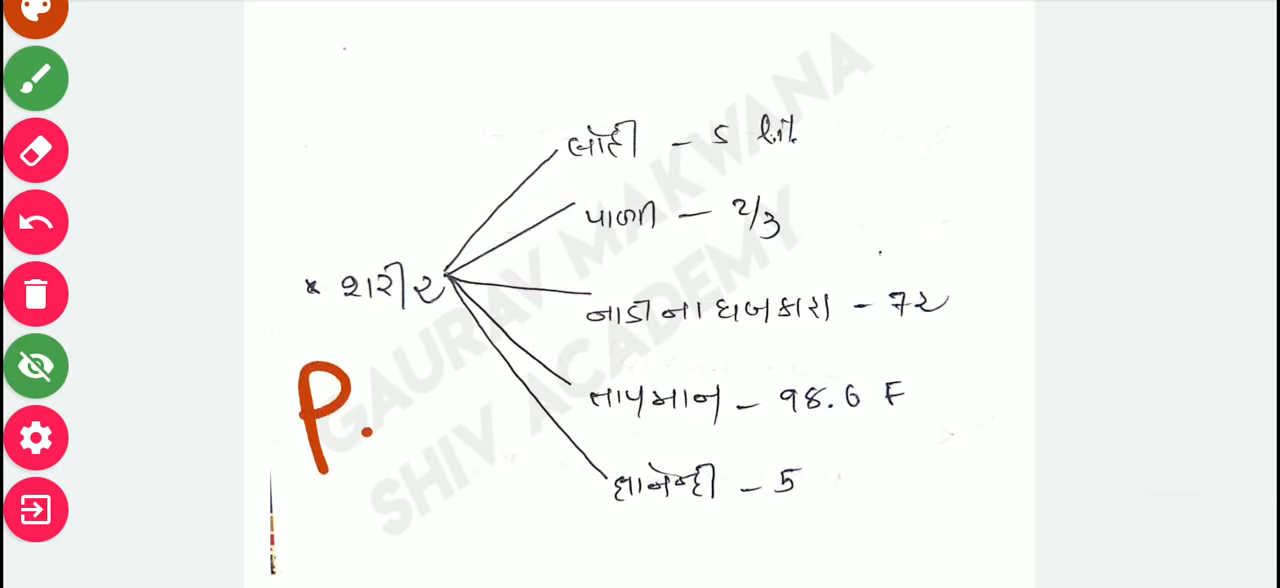 લોહી - 5 લીટ
પાણી - 2/3
* શરીર
નાડીના ધબકારા - 72
P.
તાપમાન - 98.6 F
જ્ઞાનેન્દ્રી - 5
GAURAV MAKWANA
SHIV ACADEMY